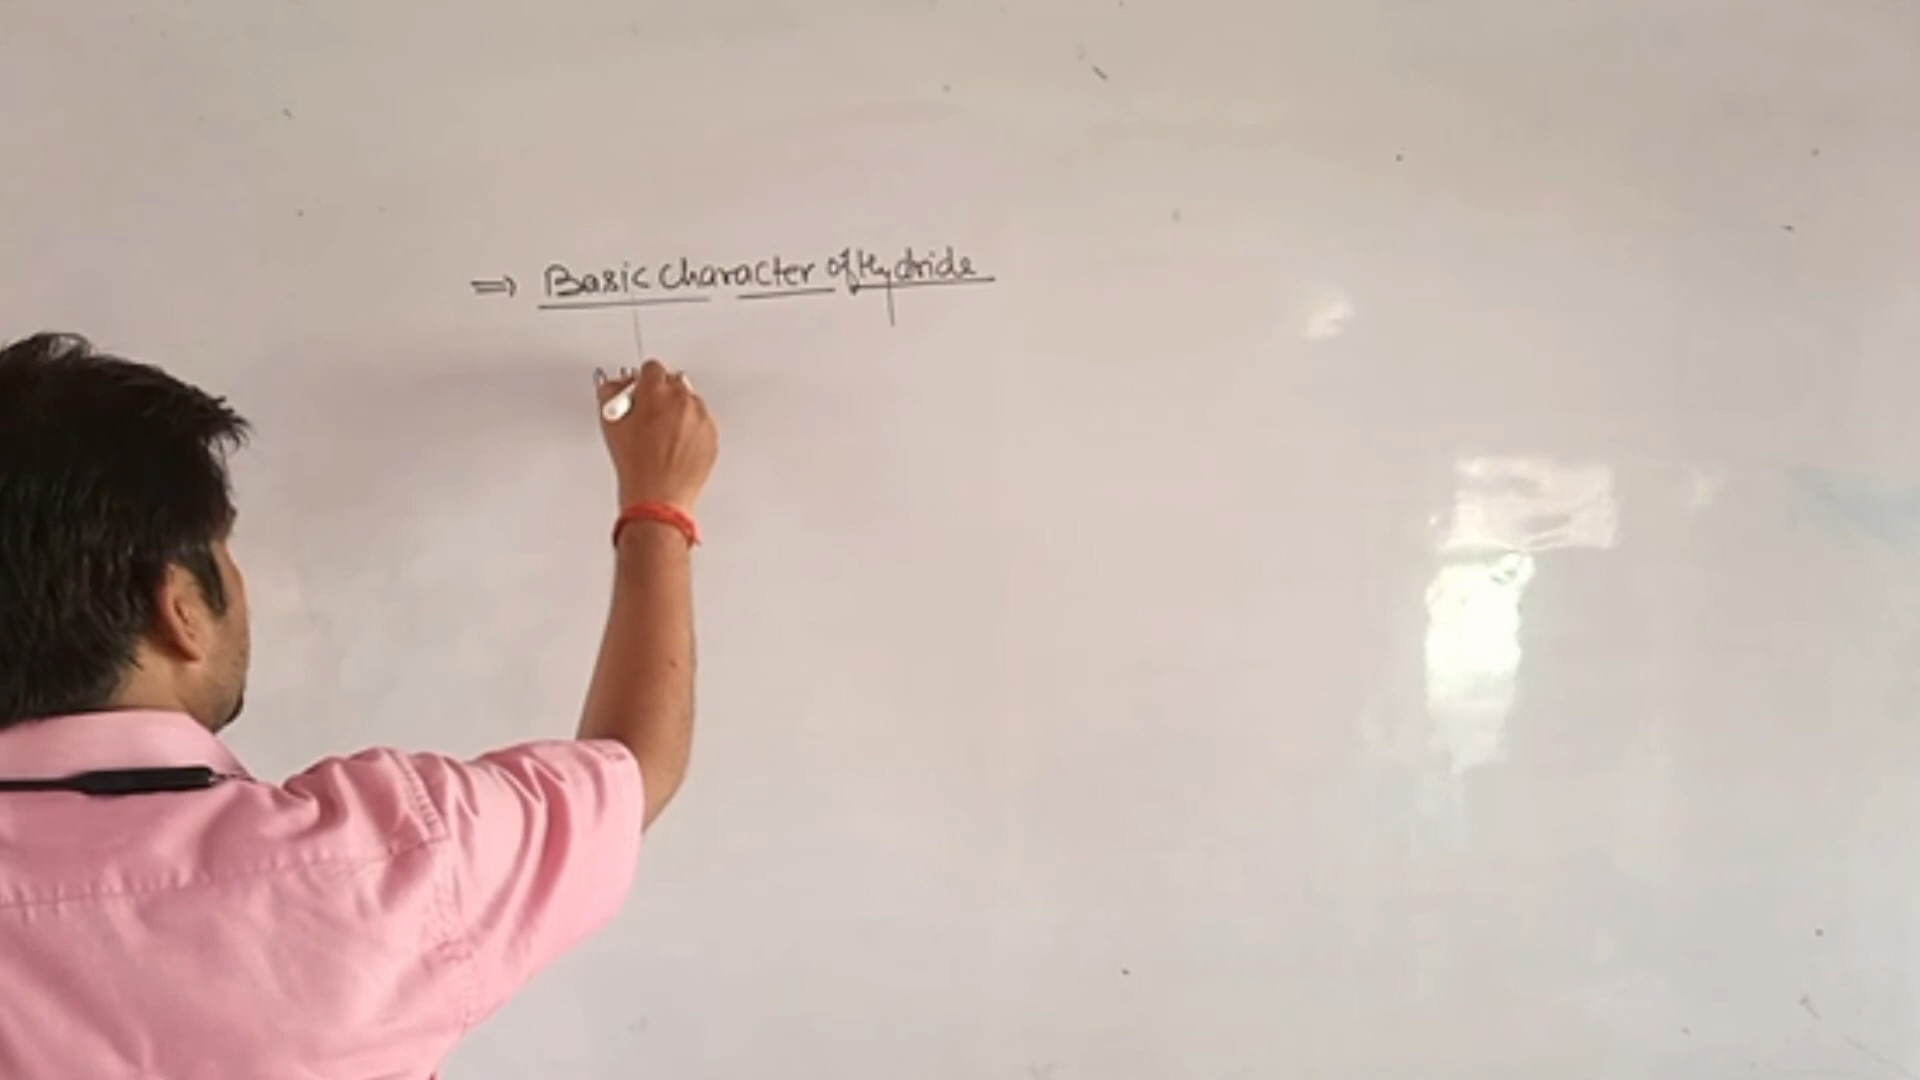 ⇒ Basic Character of Hydride